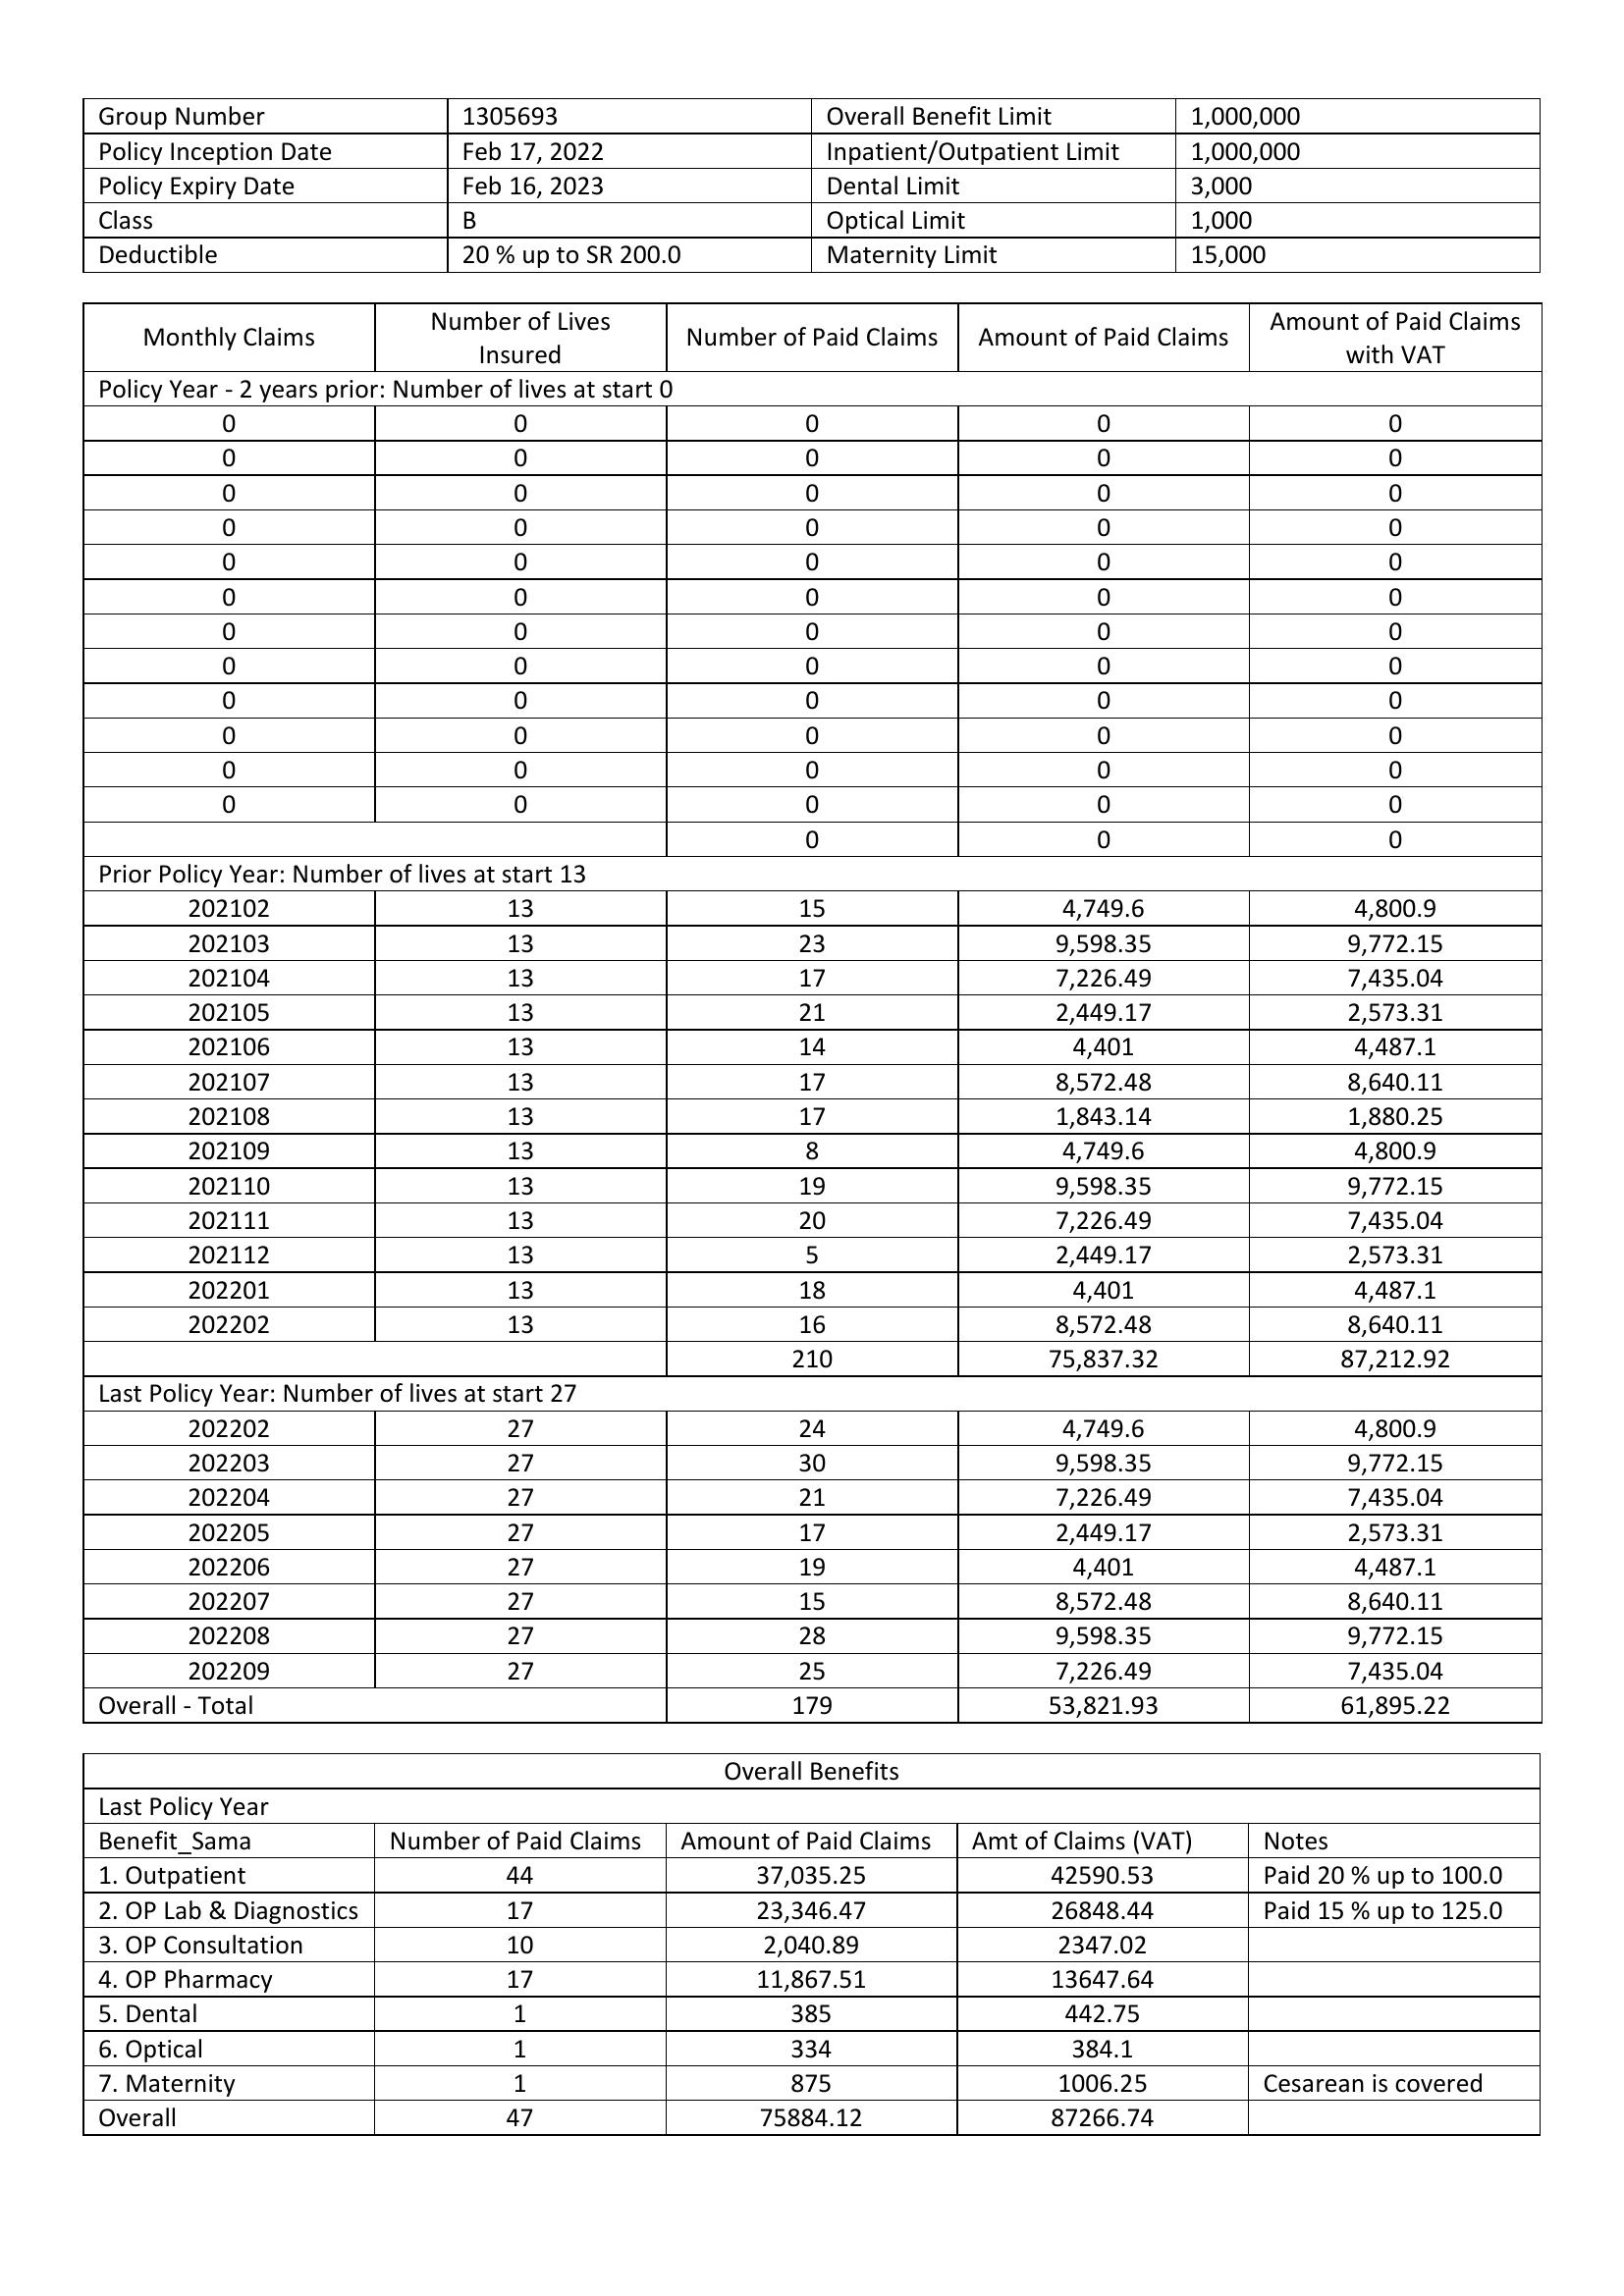 Group Number 1305693 Overall Benefit Limit 1,000,000
Policy Inception Date Feb 17, 2022 Inpatient/Outpatient Limit 1,000,000
Policy Expiry Date Feb 16, 2023 Dental Limit 3,000
Class B Optical Limit 1,000
Deductible 20 % up to SR 200.0 Maternity Limit 15,000
Monthly Claims Number of Lives Insured Number of Paid Claims Amount of Paid Claims Amount of Paid Claims with VAT
Policy Year - 2 years prior: Number of lives at start 0
0 0 0 0 0
0 0 0 0 0
0 0 0 0 0
0 0 0 0 0
0 0 0 0 0
0 0 0 0 0
0 0 0 0 0
0 0 0 0 0
0 0 0 0 0
0 0 0 0 0
0 0 0 0 0
0 0 0 0 0
0 0 0
Prior Policy Year: Number of lives at start 13
202102 13 15 4,749.6 4,800.9
202103 13 23 9,598.35 9,772.15
202104 13 17 7,226.49 7,435.04
202105 13 21 2,449.17 2,573.31
202106 13 14 4,401 4,487.1
202107 13 17 8,572.48 8,640.11
202108 13 17 1,843.14 1,880.25
202109 13 8 4,749.6 4,800.9
202110 13 19 9,598.35 9,772.15
202111 13 20 7,226.49 7,435.04
202112 13 5 2,449.17 2,573.31
202201 13 18 4,401 4,487.1
202202 13 16 8,572.48 8,640.11
210 75,837.32 87,212.92
Last Policy Year: Number of lives at start 27
202202 27 24 4,749.6 4,800.9
202203 27 30 9,598.35 9,772.15
202204 27 21 7,226.49 7,435.04
202205 27 17 2,449.17 2,573.31
202206 27 19 4,401 4,487.1
202207 27 15 8,572.48 8,640.11
202208 27 28 9,598.35 9,772.15
202209 27 25 7,226.49 7,435.04
Overall - Total 179 53,821.93 61,895.22
Overall Benefits
Last Policy Year
Benefit_Sama Number of Paid Claims Amount of Paid Claims Amt of Claims (VAT) Notes
1. Outpatient 44 37,035.25 42590.53 Paid 20 % up to 100.0
2. OP Lab & Diagnostics 17 23,346.47 26848.44 Paid 15 % up to 125.0
3. OP Consultation 10 2,040.89 2347.02
4. OP Pharmacy 17 11,867.51 13647.64
5. Dental 1 385 442.75
6. Optical 1 334 384.1
7. Maternity 1 875 1006.25 Cesarean is covered
Overall 47 75884.12 87266.74